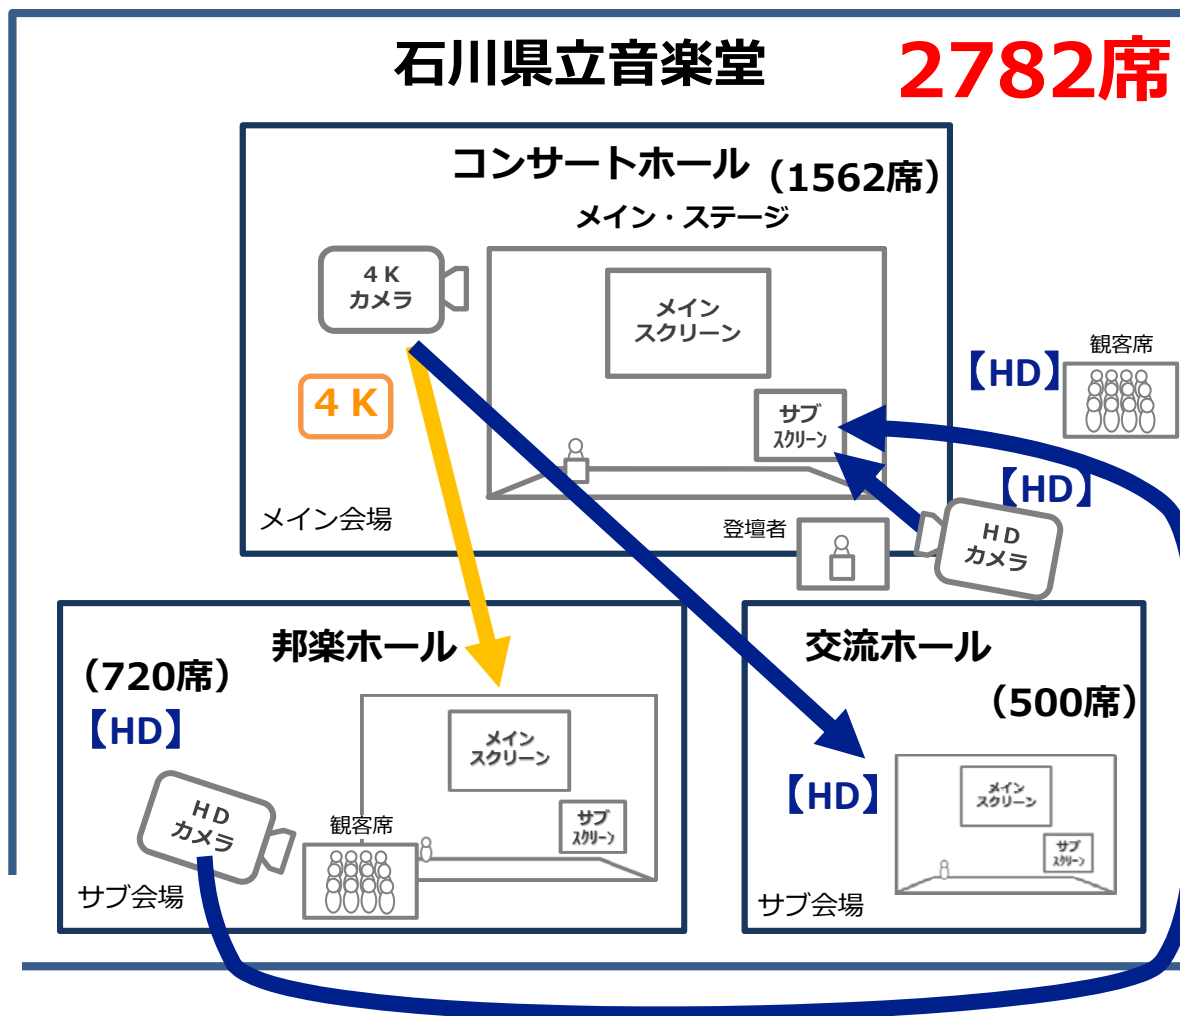 石川県立音楽堂
2782席
コンサートホール
（1562席）
メイン・ステージ
４Ｋ
カメラ
メイン
スクリーン
４Ｋ
サブ
スクリーン
メイン会場
観客席
【HD】
【HD】
登壇者
ＨＤ
カメラ
邦楽ホール
（720席）
【HD】
メイン
スクリーン
ＨＤ
カメラ
観客席
サブ
スクリーン
サブ会場
交流ホール
（500席）
【HD】
メイン
スクリーン
サブ
スクリーン
サブ会場